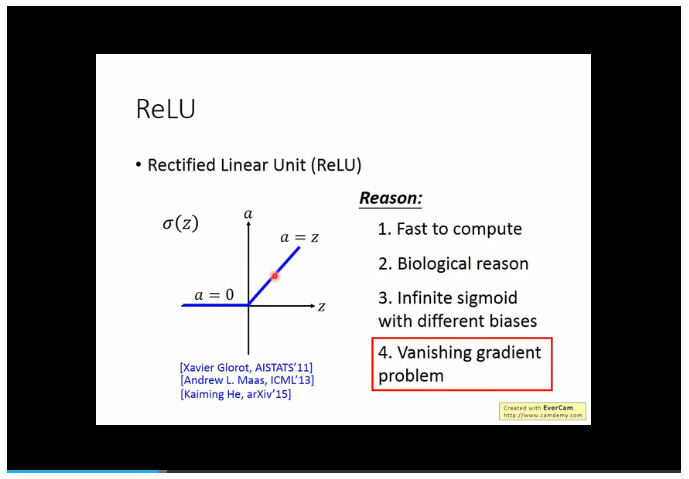 ReLU
• Rectified Linear Unit (ReLU)
σ(z)
a
a = z
a = 0
z
[Xavier Glorot, AISTATS'11]
[Andrew L. Maas, ICML'13]
[Kaiming He, arXiv'15]
Reason:
1. Fast to compute
2. Biological reason
3. Infinite sigmoid
with different biases
4. Vanishing gradient
problem
Created with EverCam.
http://www.camdemy.com